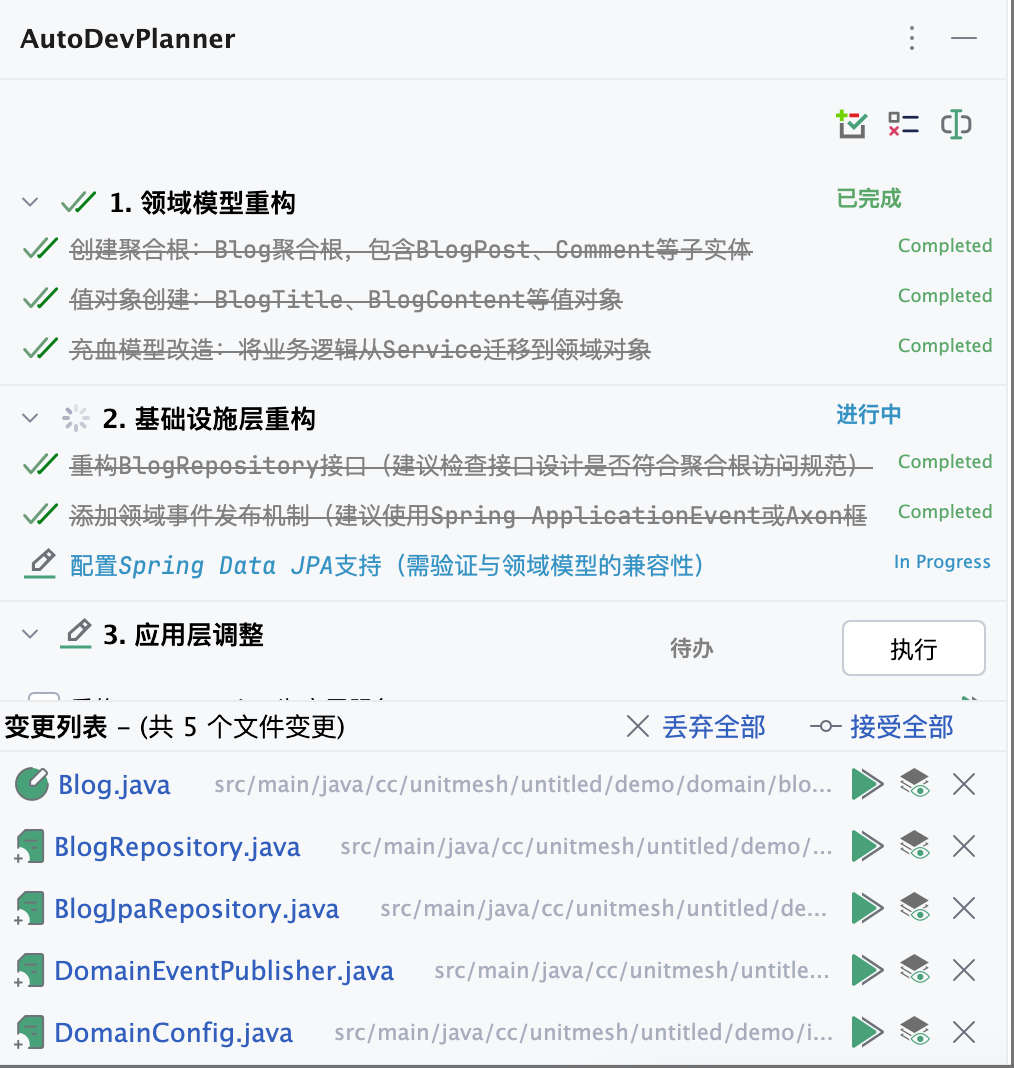 AutoDevPlanner
1. 领域模型重构 已完成
创建聚合根：Blog聚合根，包含BlogPost、Comment等子实体 Completed
值对象创建：BlogTitle、BlogContent等值对象 Completed
充血模型改造：将业务逻辑从Service迁移到领域对象 Completed
2. 基础设施层重构 进行中
重构BlogRepository接口（建议检查接口设计是否符合聚合根访问规范） Completed
添加领域事件发布机制（建议使用Spring ApplicationEvent或Axon框 Completed
配置Spring Data JPA支持（需验证与领域模型的兼容性） In Progress
3. 应用层调整 待办 执行
变更列表 – (共 5 个文件变更) 丢弃全部 接受全部
Blog.java src/main/java/cc/unitmesh/untitled/demo/domain/blo...
BlogRepository.java src/main/java/cc/unitmesh/untitled/demo/...
BlogJpaRepository.java src/main/java/cc/unitmesh/untitled/de...
DomainEventPublisher.java src/main/java/cc/unitmesh/untitle...
DomainConfig.java src/main/java/cc/unitmesh/untitled/demo/i...